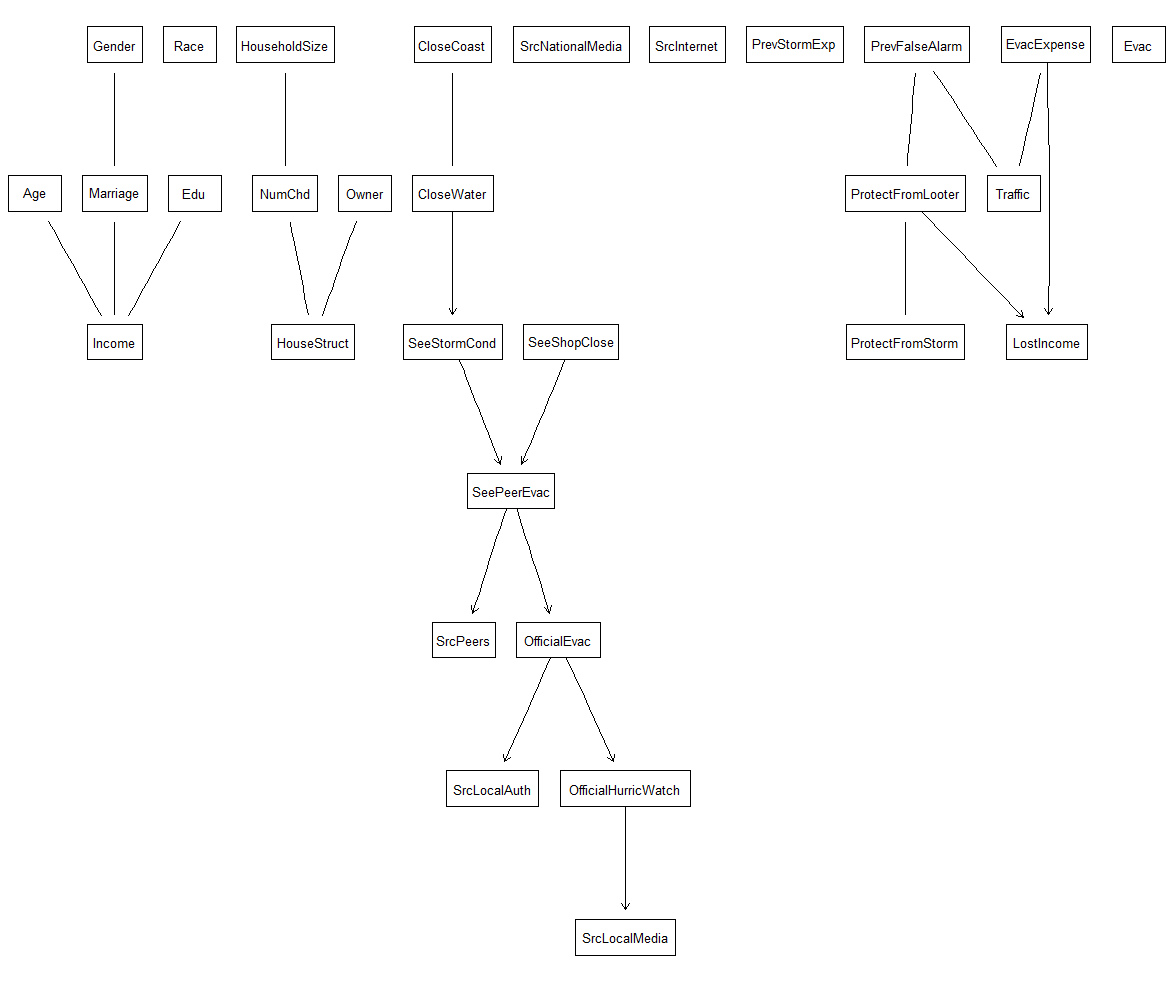 Gender
Race
HouseholdSize
CloseCoast
SrcNationalMedia
SrcInternet
PrevStormExp
PrevFalseAlarm
EvacExpense
Evac
Age
Marriage
Edu
NumChd
Owner
CloseWater
ProtectFromLooter
Traffic
Income
HouseStruct
SeeStormCond
SeeShopClose
ProtectFromStorm
LostIncome
SeePeerEvac
SrcPeers
OfficialEvac
SrcLocalAuth
OfficialHurricWatch
SrcLocalMedia